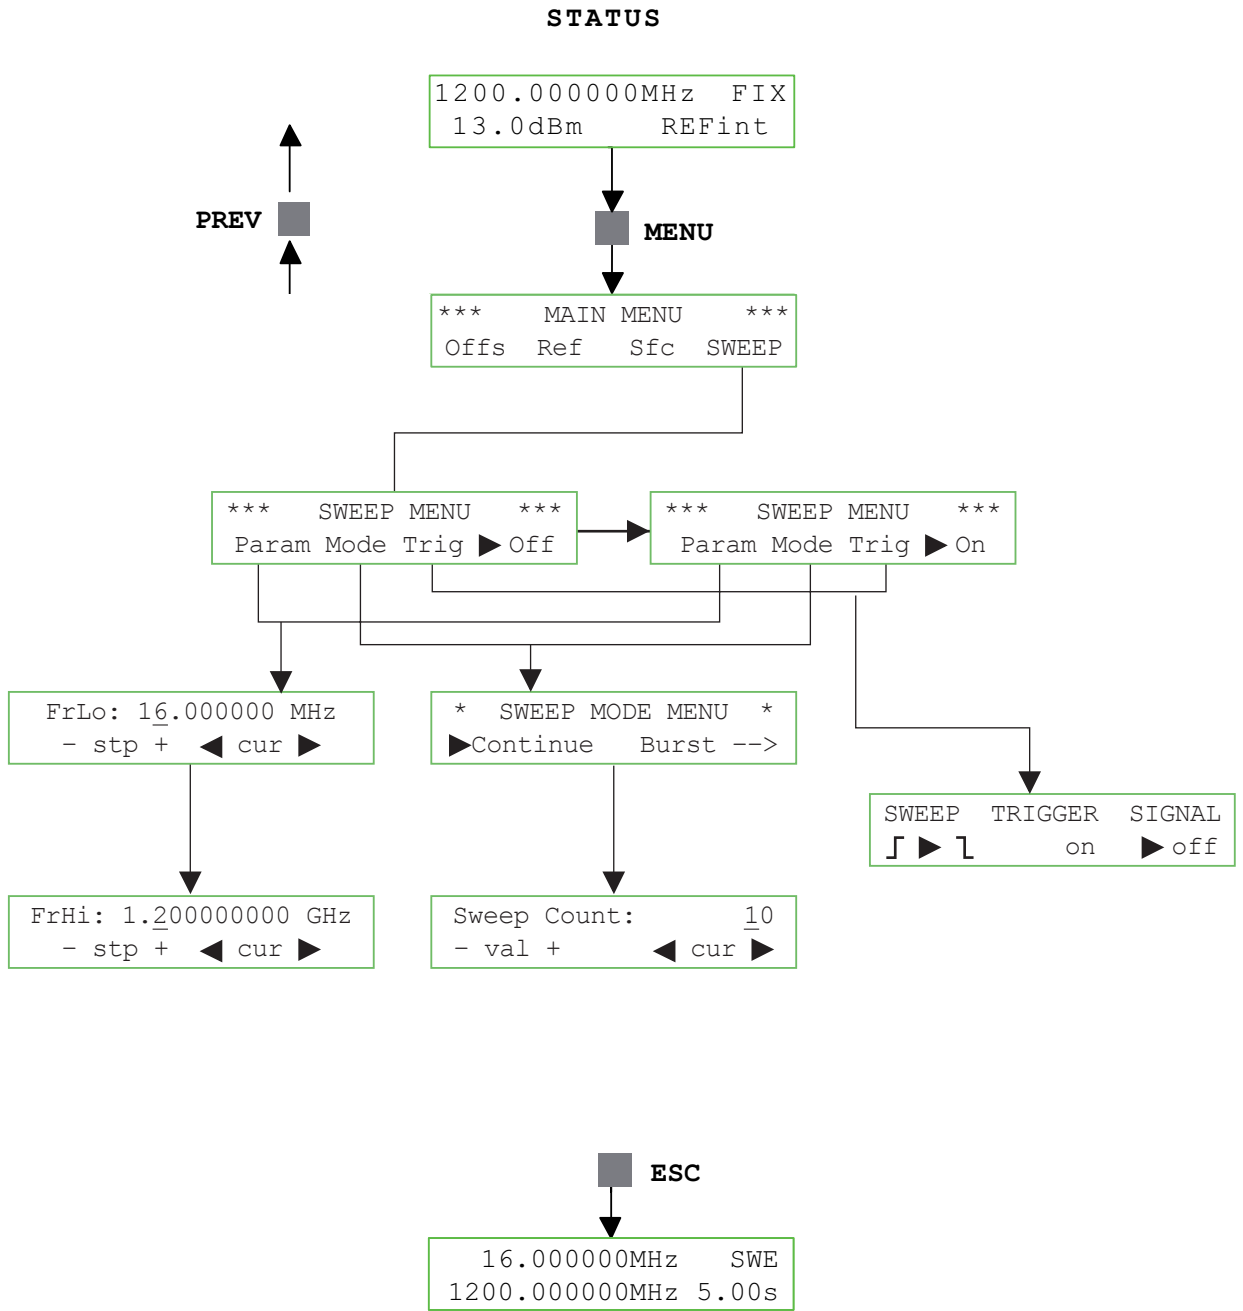 STATUS
1200.000000MHz FIX
13.0dBm REFint
PREV
MENU
*** MAIN MENU ***
Offs Ref Sfc SWEEP
*** SWEEP MENU ***
Param Mode Trig ▶Off
*** SWEEP MENU ***
Param Mode Trig ▶On
FrLo: 16.000000 MHz
- stp + ◀ cur ▶
* SWEEP MODE MENU *
▶Continue Burst -->
SWEEP TRIGGER SIGNAL
▶ on ▶off
FrHi: 1.200000000 GHz
- stp + ◀ cur ▶
Sweep Count: 10
- val + ◀ cur ▶
ESC
16.000000MHz SWE
1200.000000MHz 5.00s